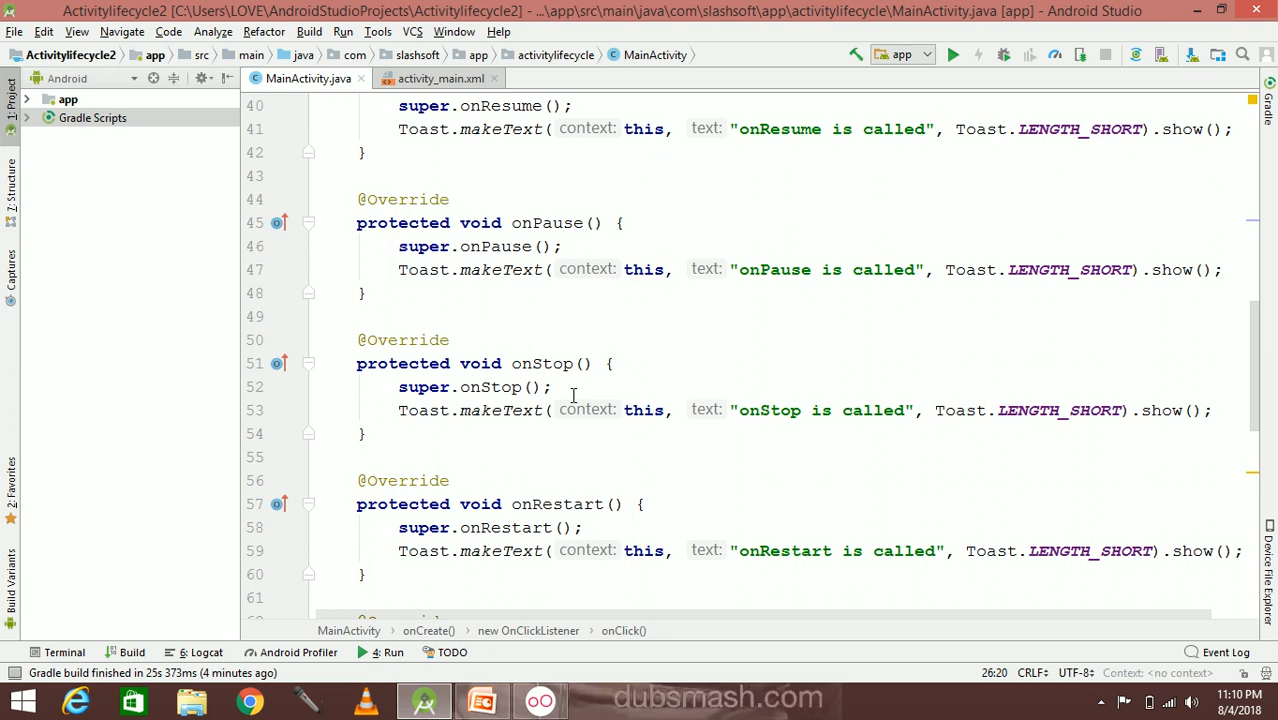 Activitylifecycle2 [C:\Users\LOVE\AndroidStudioProjects\Activitylifecycle2] - ...\app\src\main\java\com\slashsoft\app\activitylifecycle\MainActivity.java [app] - Android Studio
File Edit View Navigate Code Analyze Refactor Build Run Tools VCS Window Help
Activitylifecycle2 app src main java com slashsoft app activitylifecycle MainActivity app
Android MainActivity.java activity_main.xml
1: Project
7: Structure
Captures
2: Favorites
Build Variants
app
Gradle Scripts
40 super.onResume();
41 Toast.makeText( context: this, text: "onResume is called", Toast.LENGTH_SHORT).show();
42 }
43
44 @Override
45 protected void onPause() {
46 super.onPause();
47 Toast.makeText( context: this, text: "onPause is called", Toast.LENGTH_SHORT).show();
48 }
49
50 @Override
51 protected void onStop() {
52 super.onStop();
53 Toast.makeText( context: this, text: "onStop is called", Toast.LENGTH_SHORT).show();
54 }
55
56 @Override
57 protected void onRestart() {
58 super.onRestart();
59 Toast.makeText( context: this, text: "onRestart is called", Toast.LENGTH_SHORT).show();
60 }
61
Gradle
Device File Explorer
MainActivity › onCreate() › new OnClickListener › onClick()
Terminal Build 6: Logcat Android Profiler 4: Run TODO Event Log
Gradle build finished in 25s 373ms (4 minutes ago) 26:20 CRLF UTF-8 Context: <no context>
dubsmash.com
11:10 PM
8/4/2018